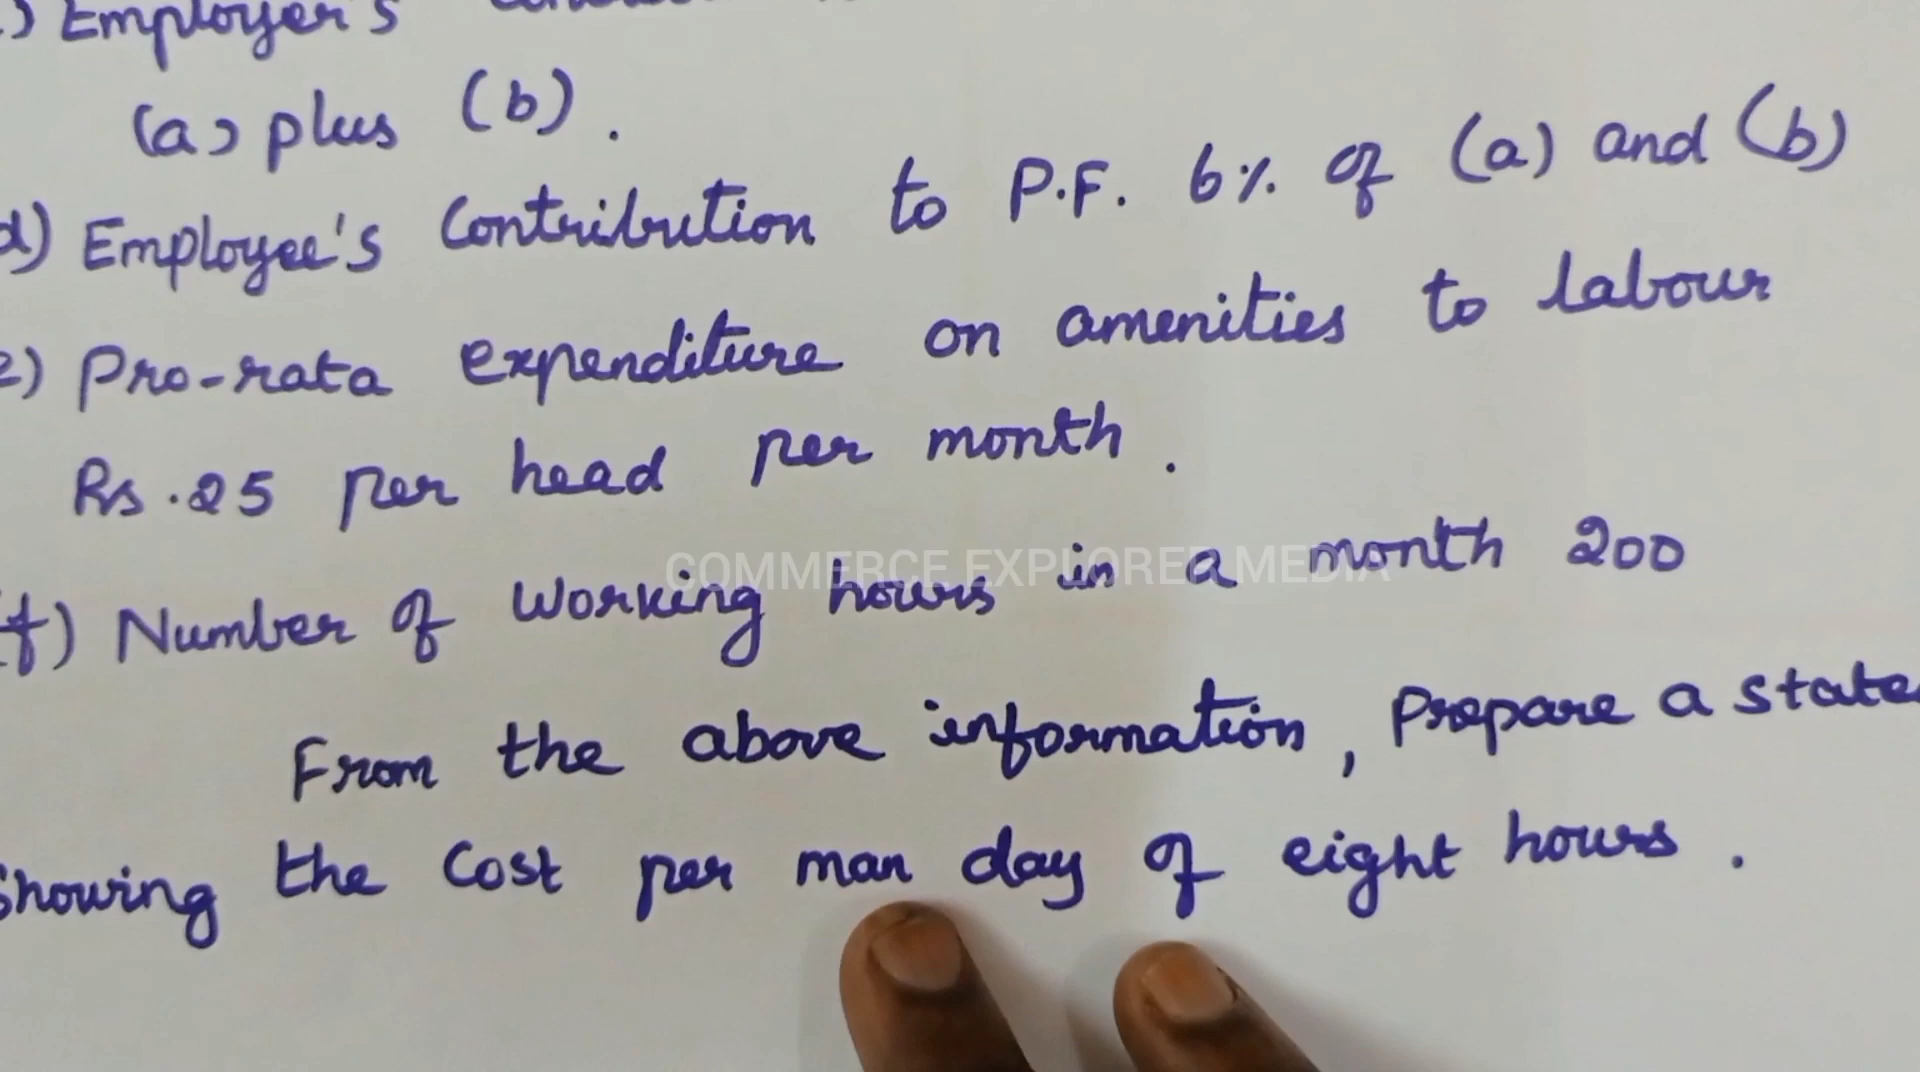 Employer's
(a) plus (b).
d) Employee's Contribution to P.F. 6% of (a) and (b)
e) Pro-rata expenditure on amenities to labour
Rs. 25 per head per month.
f) Number of working hours in a month 200
From the above information, Prepare a state
Showing the Cost per man day of eight hours.
COMMERCE EXPLORER MEDIA